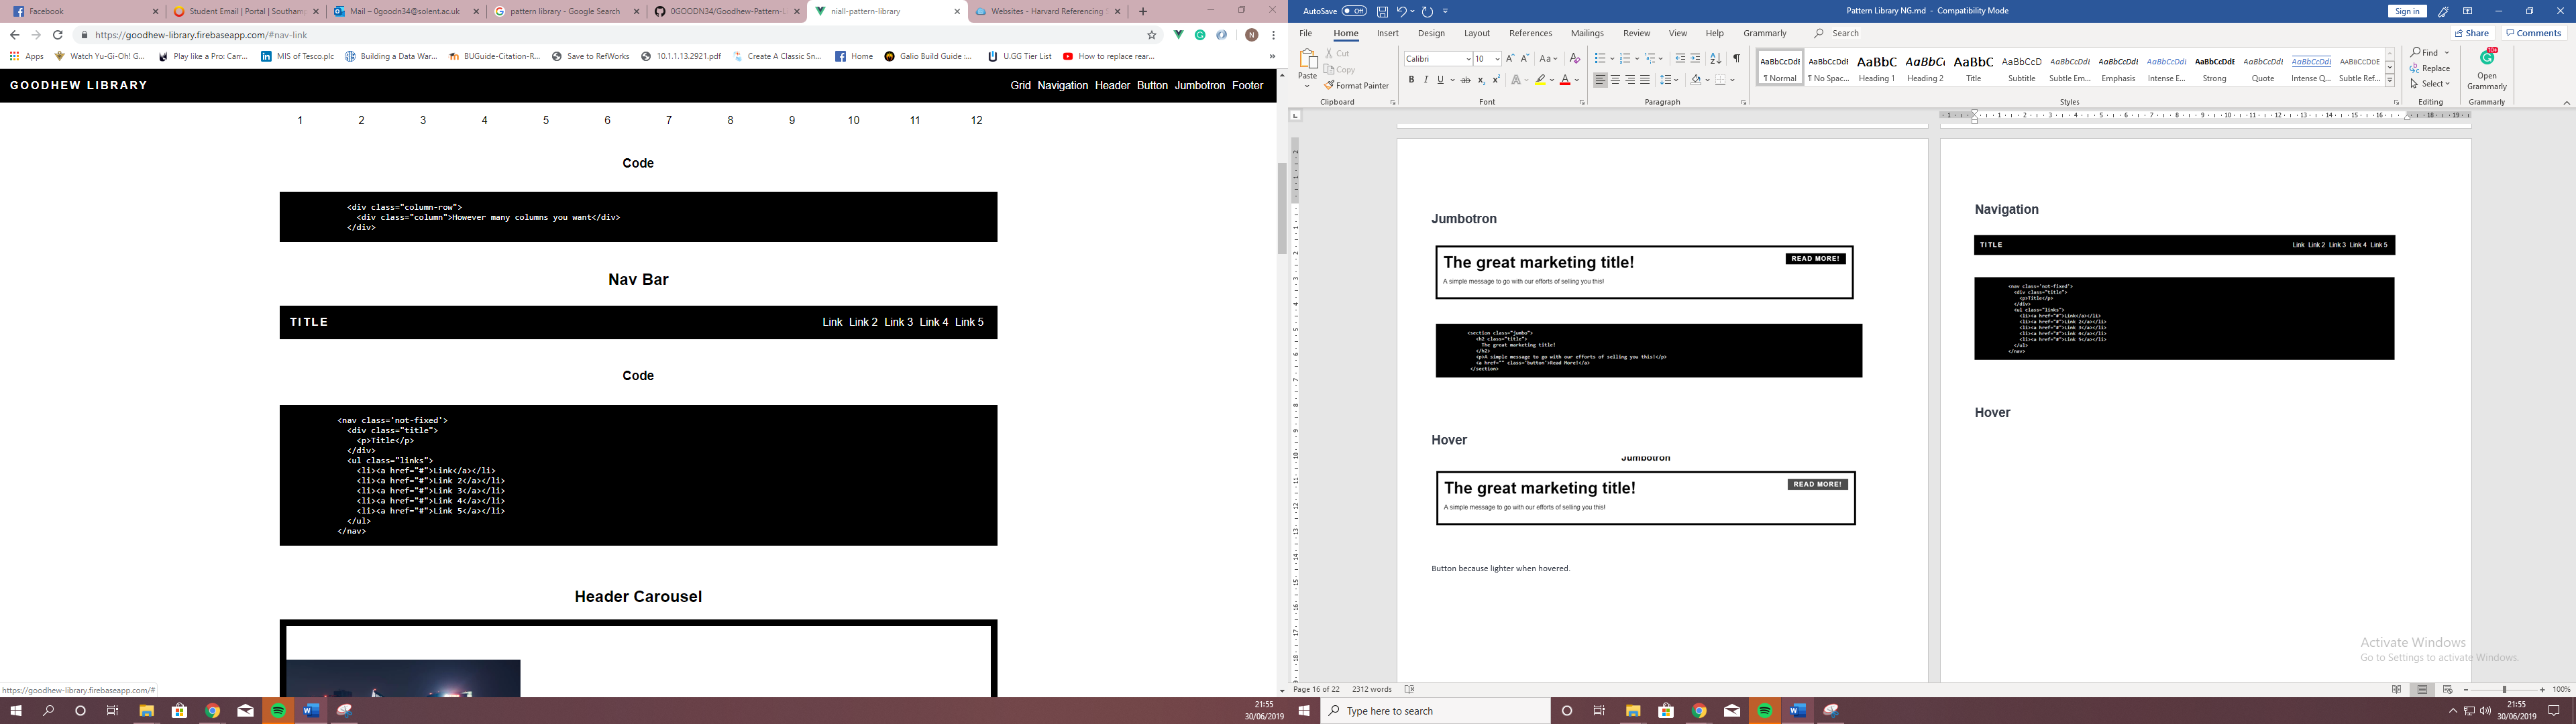 Facebook
Student Email | Portal | Southam
Mail – 0goodn34@solent.ac.uk
pattern library - Google Search
0GOODN34/Goodhew-Pattern-L
niall-pattern-library
Websites - Harvard Referencing
https://goodhew-library.firebaseapp.com/#nav-link
N
Apps
Watch Yu-Gi-Oh! G...
Play like a Pro: Carr...
MIS of Tesco.plc
Building a Data War...
BUGuide-Citation-R...
Save to RefWorks
10.1.1.13.2921.pdf
Create A Classic Sn...
Home
Galio Build Guide :...
U.GG Tier List
How to replace rear...
GOODHEW LIBRARY
Grid Navigation Header Button Jumbotron Footer
1 2 3 4 5 6 7 8 9 10 11 12
Code
<div class="column-row">
<div class="column">However many columns you want</div>
</div>
Nav Bar
TITLE
Link Link 2 Link 3 Link 4 Link 5
Code
<nav class='not-fixed'>
<div class="title">
<p>Title</p>
</div>
<ul class="links">
<li><a href="#">Link</a></li>
<li><a href="#">Link 2</a></li>
<li><a href="#">Link 3</a></li>
<li><a href="#">Link 4</a></li>
<li><a href="#">Link 5</a></li>
</ul>
</nav>
Header Carousel
https://goodhew-library.firebaseapp.com/#
21:55
30/06/2019
AutoSave Off
Pattern Library NG.md - Compatibility Mode
Sign in
File Home Insert Design Layout References Mailings Review View Help Grammarly Search
Share Comments
Paste
Cut
Copy
Format Painter
Clipboard
Calibri 10
Font
Paragraph
AaBbCcDdE AaBbCcDdE AaBbC AaBbCc AaBbC AaBbCcD AaBbCcDdE AaBbCcDdE AaBbCcDdE AaBbCcDdE AaBbCcDdE AaBbCcDdE AABBCCDDE
¶ Normal ¶ No Spac... Heading 1 Heading 2 Title Subtitle Subtle Em... Emphasis Intense E... Strong Quote Intense Q... Subtle Ref...
Styles
Find
Replace
Select
Editing
Open Grammarly
Grammarly
Jumbotron
The great marketing title!
READ MORE!
A simple message to go with our efforts of selling you this!
<section class="jumbo">
<h2 class="title">
The great marketing title!
</h2>
<p>A simple message to go with our efforts of selling you this!</p>
<a href="" class='button'>Read More!</a>
</section>
Hover
Jumbotron
The great marketing title!
READ MORE!
A simple message to go with our efforts of selling you this!
Button because lighter when hovered.
Navigation
TITLE
Link Link 2 Link 3 Link 4 Link 5
<nav class='not-fixed'>
<div class="title">
<p>Title</p>
</div>
<ul class="links">
<li><a href="#">Link</a></li>
<li><a href="#">Link 2</a></li>
<li><a href="#">Link 3</a></li>
<li><a href="#">Link 4</a></li>
<li><a href="#">Link 5</a></li>
</ul>
</nav>
Hover
Activate Windows
Go to Settings to activate Windows.
Page 16 of 22 2312 words
100%
Type here to search
21:55
30/06/2019